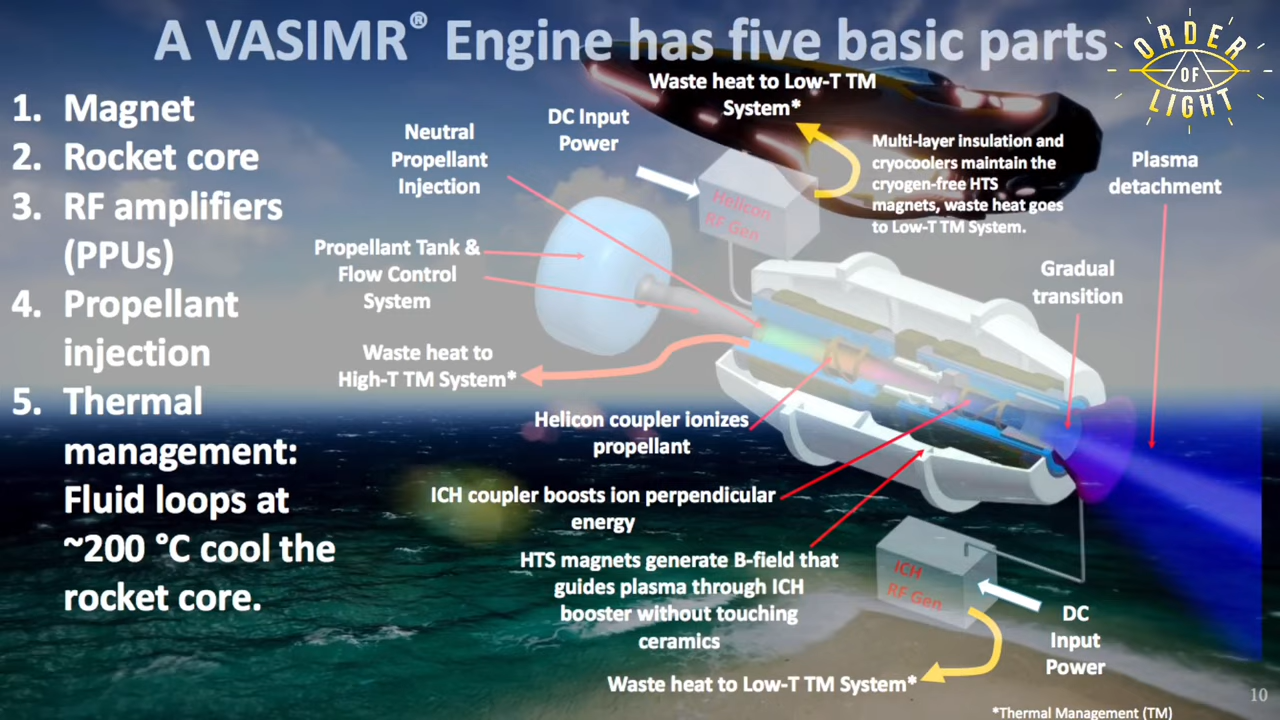 A VASIMR® Engine has five basic parts
ORDER
OF
LIGHT
1. Magnet
2. Rocket core
3. RF amplifiers
(PPUs)
4. Propellant
injection
5. Thermal
management:
Fluid loops at
~200 °C cool the
rocket core.
Neutral
Propellant
Injection
DC Input
Power
Waste heat to Low-T TM
System*
Multi-layer insulation and
cryocoolers maintain the
cryogen-free HTS
magnets, waste heat goes
to Low-T TM System.
Plasma
detachment
Helicon
RF Gen
Propellant Tank &
Flow Control
System
Gradual
transition
Waste heat to
High-T TM System*
Helicon coupler ionizes
propellant
ICH coupler boosts ion perpendicular
energy
HTS magnets generate B-field that
guides plasma through ICH
booster without touching
ceramics
ICH
RF Gen
DC
Input
Power
Waste heat to Low-T TM System*
10
*Thermal Management (TM)